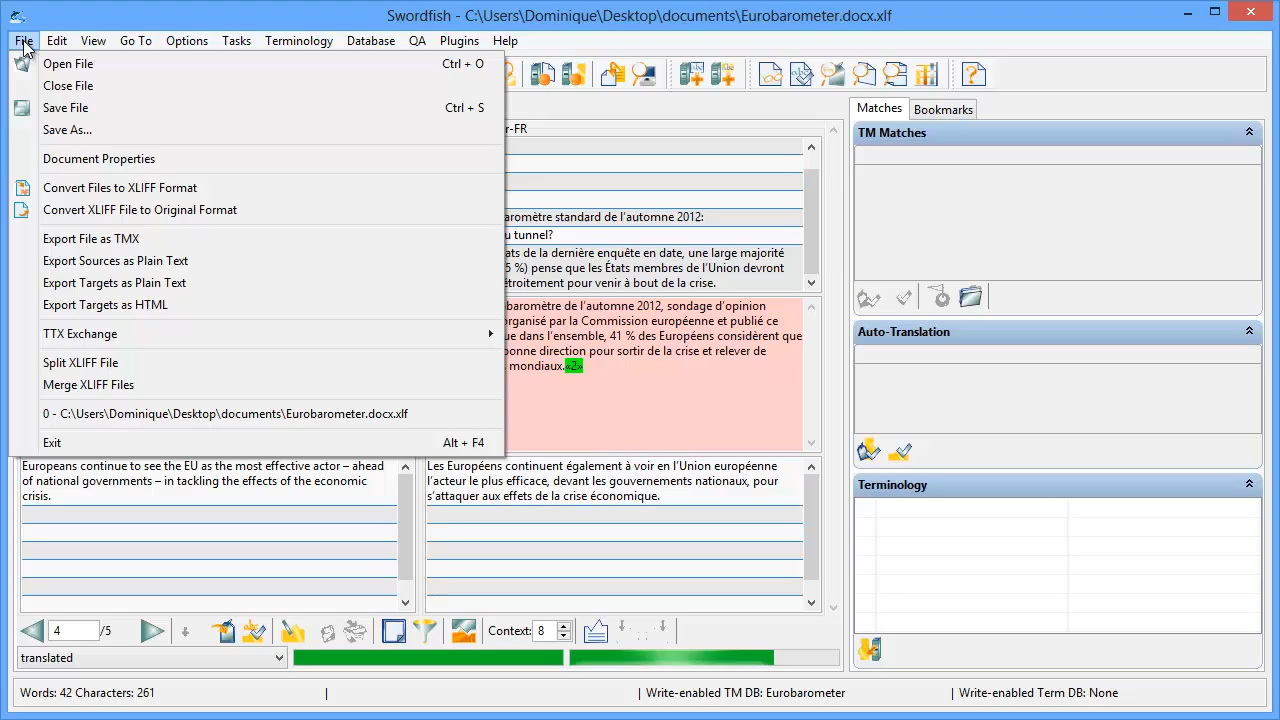 Swordfish - C:\Users\Dominique\Desktop\documents\Eurobarometer.docx.xlf
File Edit View Go To Options Tasks Terminology Database QA Plugins Help
Open File Ctrl + O
Close File
Save File Ctrl + S
Save As...
Document Properties
Convert Files to XLIFF Format
Convert XLIFF File to Original Format
Export File as TMX
Export Sources as Plain Text
Export Targets as Plain Text
Export Targets as HTML
TTX Exchange
Split XLIFF File
Merge XLIFF Files
0 - C:\Users\Dominique\Desktop\documents\Eurobarometer.docx.xlf
Exit Alt + F4
r-FR
aromètre standard de l'automne 2012:
u tunnel?
ats de la dernière enquête en date, une large majorité
5 %) pense que les États membres de l'Union devront
étroitement pour venir à bout de la crise.
baromètre de l'automne 2012, sondage d'opinion
organisé par la Commission européenne et publié ce
ue dans l'ensemble, 41 % des Européens considèrent que
bonne direction pour sortir de la crise et relever de
s mondiaux.«2»
Europeans continue to see the EU as the most effective actor – ahead
of national governments – in tackling the effects of the economic
crisis.
Les Européens continuent également à voir en l'Union européenne
l'acteur le plus efficace, devant les gouvernements nationaux, pour
s'attaquer aux effets de la crise économique.
Matches Bookmarks
TM Matches
Auto-Translation
Terminology
4 /5 Context: 8
translated
Words: 42 Characters: 261 | | Write-enabled TM DB: Eurobarometer | Write-enabled Term DB: None